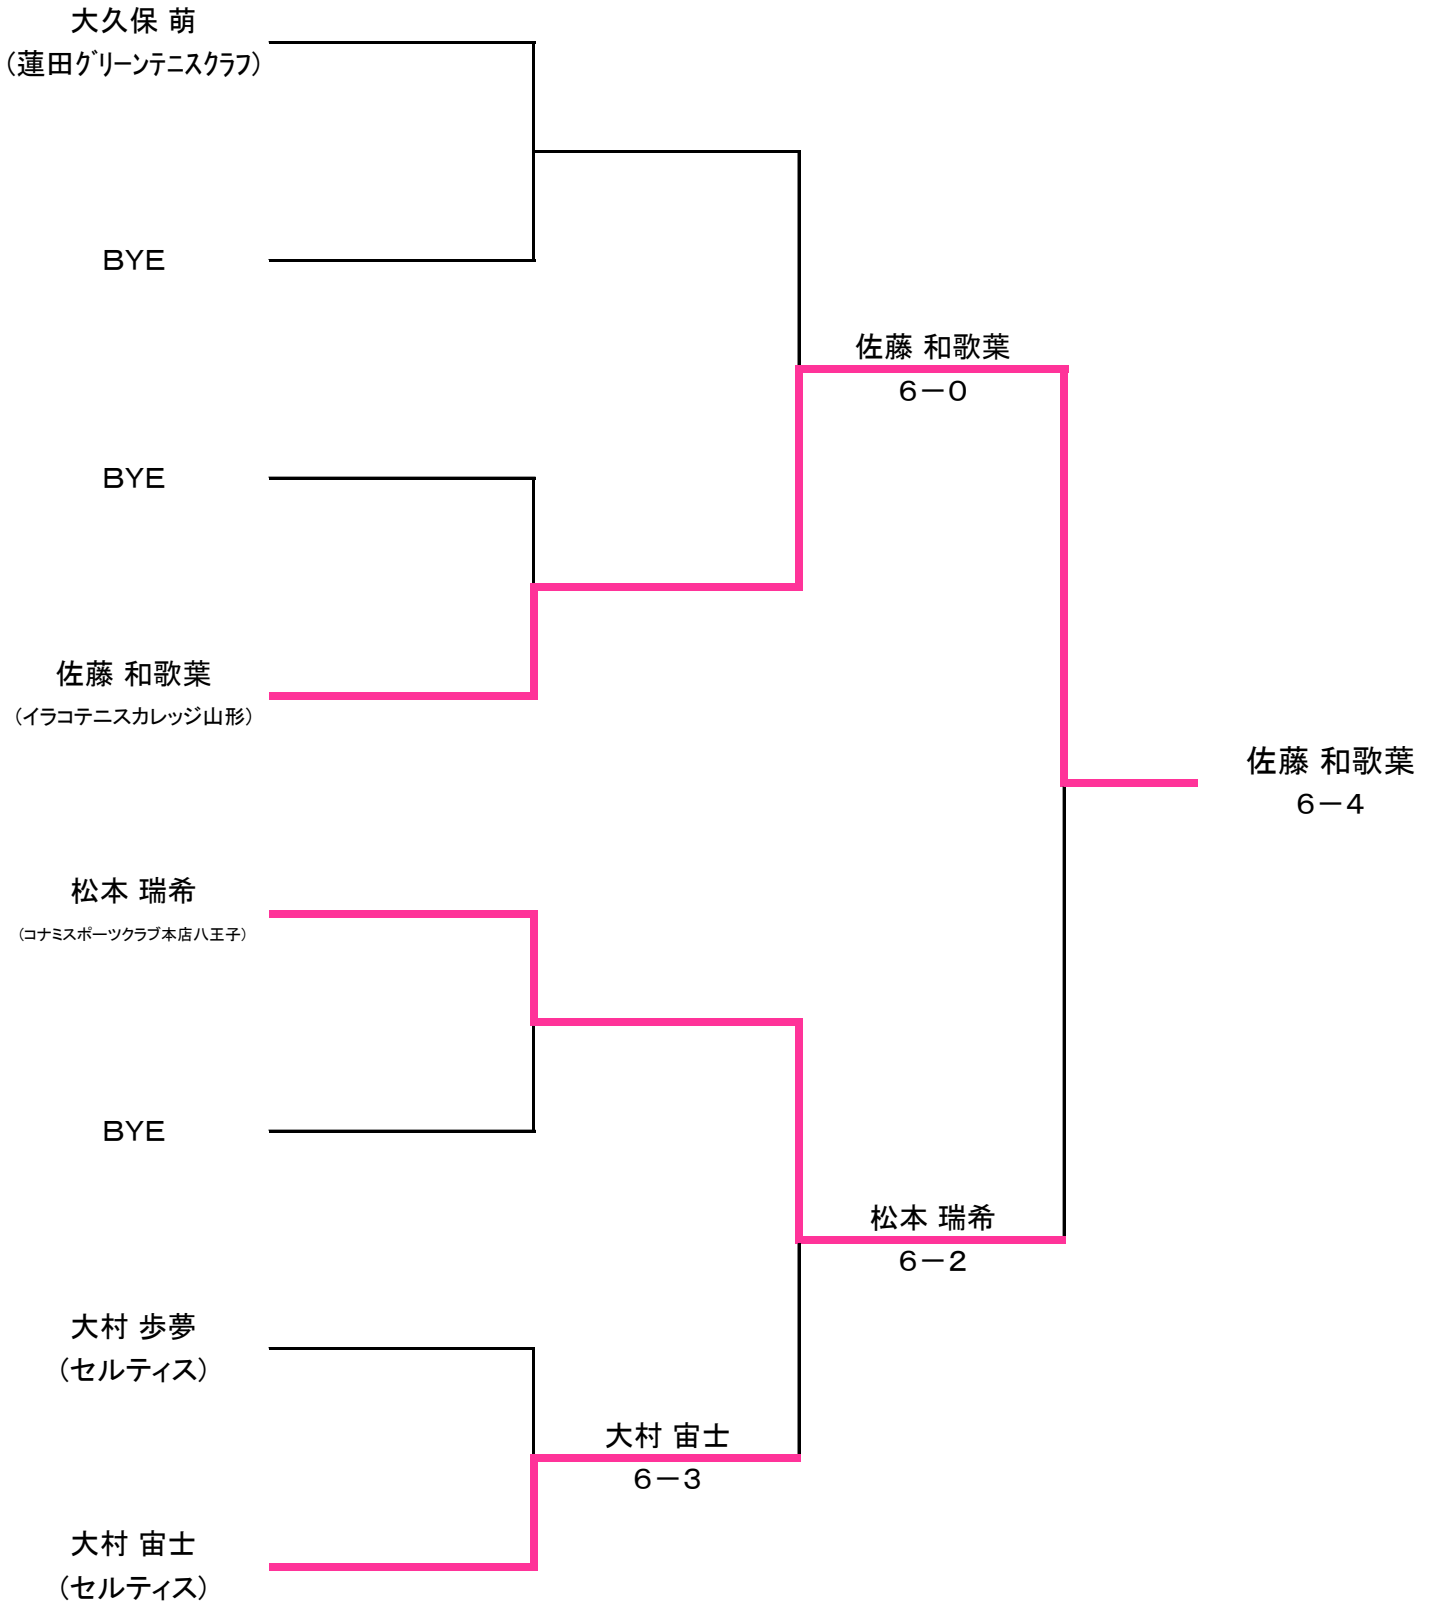 大久保 萌
（蓮田グリーンテニスクラブ）
BYE
BYE
佐藤 和歌葉
（イラコテニスカレッジ山形）
松本 瑞希
（コナミスポーツクラブ本店八王子）
BYE
大村 歩夢
（セルティス）
大村 宙士
（セルティス）
大村 宙士
6－3
佐藤 和歌葉
6－0
松本 瑞希
6－2
佐藤 和歌葉
6－4